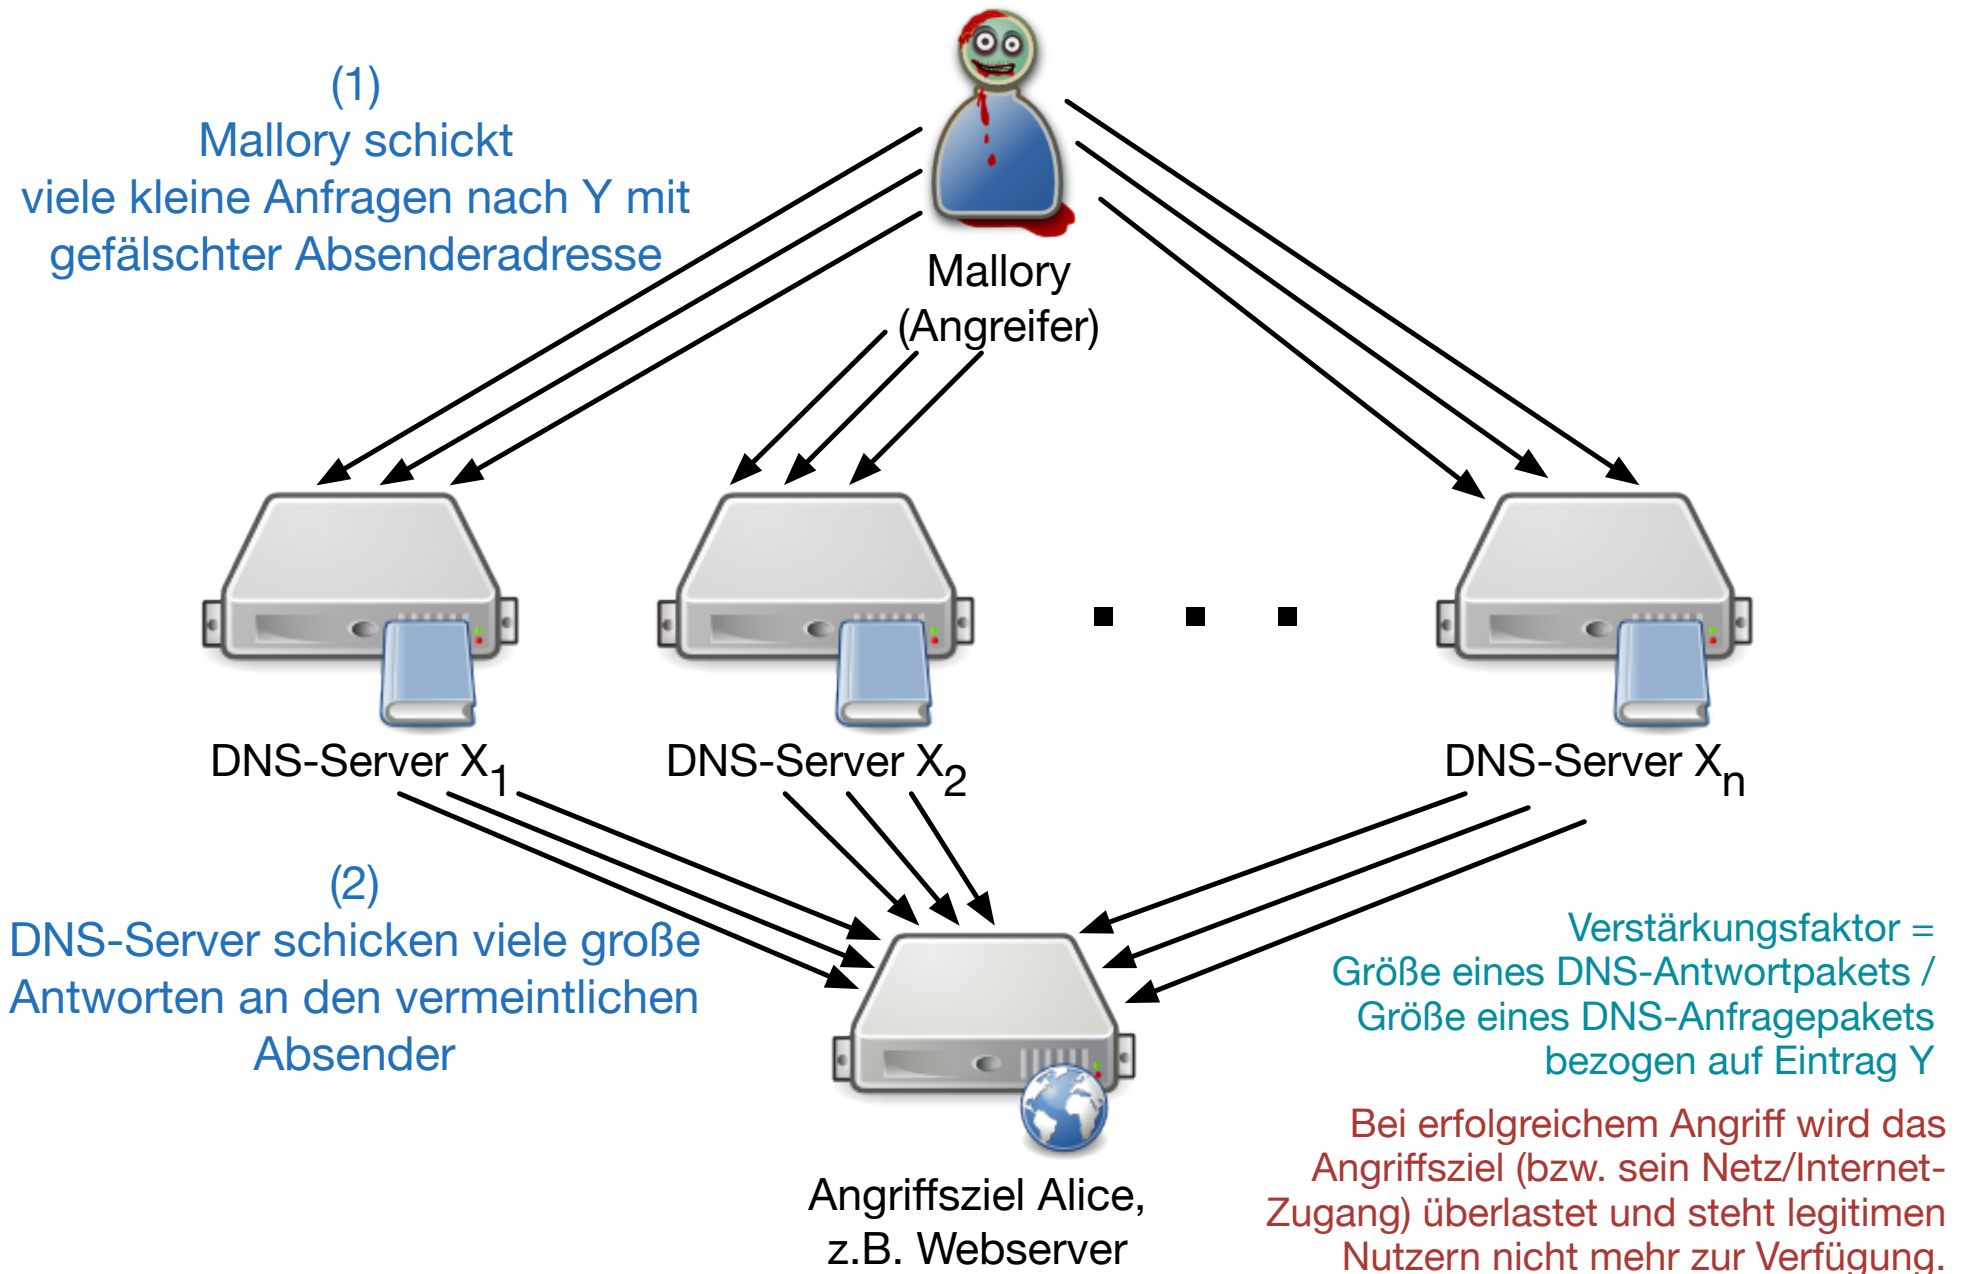 (1)
Mallory schickt
viele kleine Anfragen nach Y mit
gefälschter Absenderadresse
Mallory
(Angreifer)
DNS-Server X1
DNS-Server X2
DNS-Server Xn
(2)
DNS-Server schicken viele große
Antworten an den vermeintlichen
Absender
Verstärkungsfaktor =
Größe eines DNS-Antwortpakets /
Größe eines DNS-Anfragepakets
bezogen auf Eintrag Y
Angriffsziel Alice,
z.B. Webserver
Bei erfolgreichem Angriff wird das
Angriffsziel (bzw. sein Netz/Internet-
Zugang) überlastet und steht legitimen
Nutzern nicht mehr zur Verfügung.